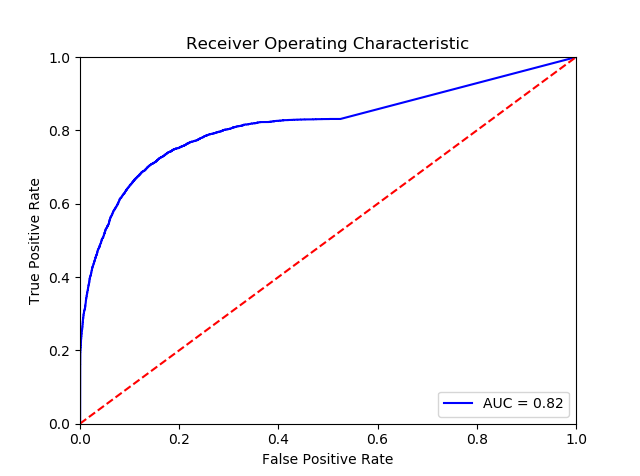 Receiver Operating Characteristic
1.0
0.8
0.6
0.4
0.2
0.0
True Positive Rate
AUC = 0.82
0.0 0.2 0.4 0.6 0.8 1.0
False Positive Rate